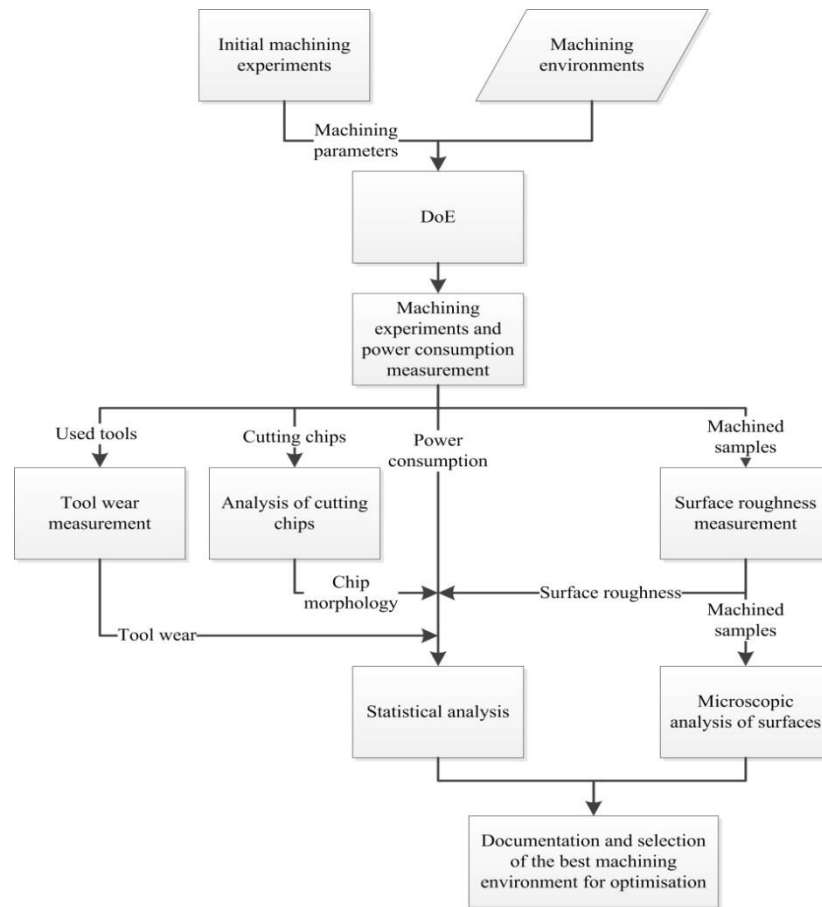 Initial machining
experiments
Machining
environments
Machining
parameters
DoE
Machining
experiments and
power consumption
measurement
Used tools
Cutting chips
Power
consumption
Machined
samples
Tool wear
measurement
Analysis of cutting
chips
Surface roughness
measurement
Chip
morphology
Surface roughness
Machined
samples
Tool wear
Statistical analysis
Microscopic
analysis of surfaces
Documentation and selection
of the best machining
environment for optimisation